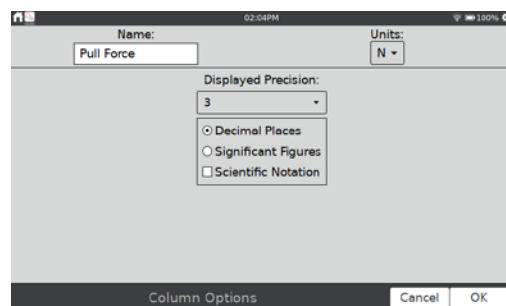 02:04PM
100%
Name:
Units:
Pull Force
N
Displayed Precision:
3
Decimal Places
Significant Figures
Scientific Notation
Column Options
Cancel
OK